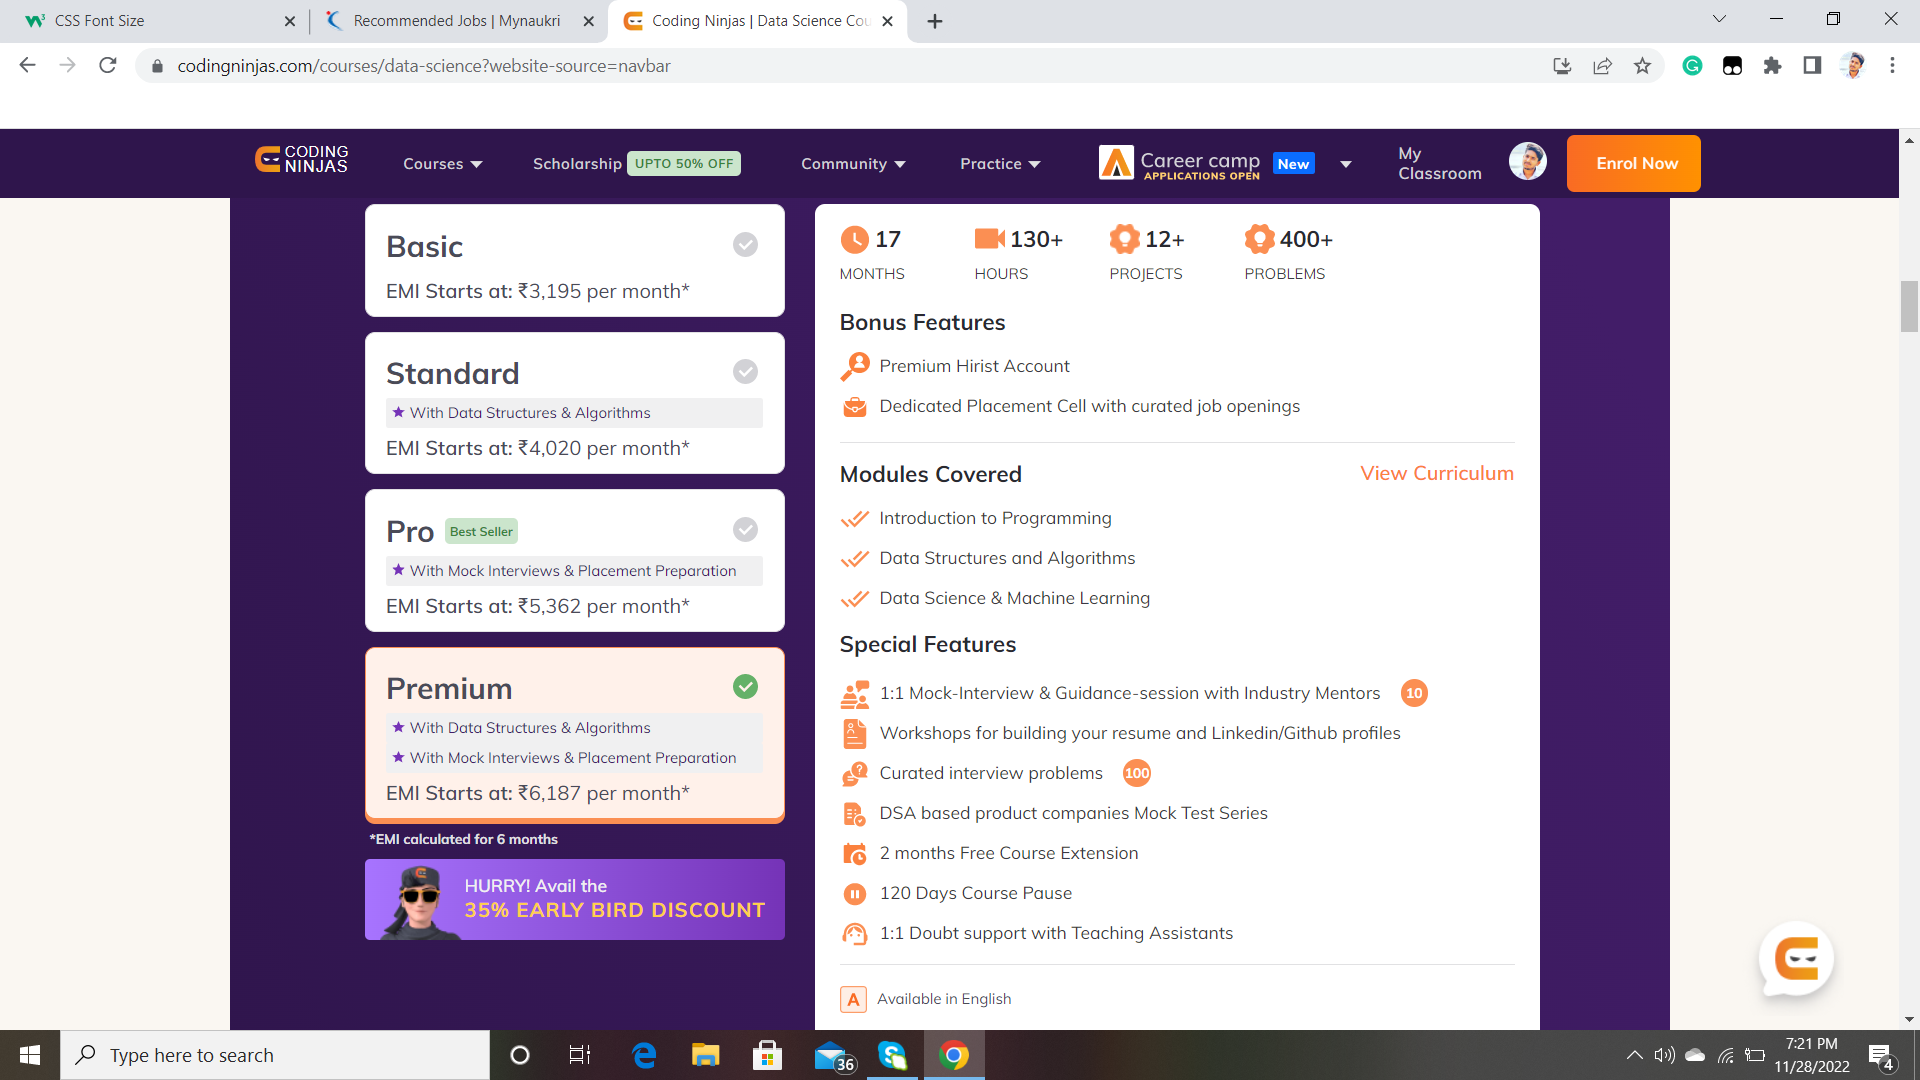 CSS Font Size
Recommended Jobs | Mynaukri
Coding Ninjas | Data Science Cou
codingninjas.com/courses/data-science?website-source=navbar
CODING NINJAS
Courses
Scholarship UPTO 50% OFF
Community
Practice
Career camp New
APPLICATIONS OPEN
My Classroom
Enrol Now
Basic
EMI Starts at: ₹3,195 per month*
Standard
With Data Structures & Algorithms
EMI Starts at: ₹4,020 per month*
Pro Best Seller
With Mock Interviews & Placement Preparation
EMI Starts at: ₹5,362 per month*
Premium
With Data Structures & Algorithms
With Mock Interviews & Placement Preparation
EMI Starts at: ₹6,187 per month*
*EMI calculated for 6 months
HURRY! Avail the
35% EARLY BIRD DISCOUNT
17 130+ 12+ 400+
MONTHS HOURS PROJECTS PROBLEMS
Bonus Features
Premium Hirist Account
Dedicated Placement Cell with curated job openings
Modules Covered View Curriculum
Introduction to Programming
Data Structures and Algorithms
Data Science & Machine Learning
Special Features
1:1 Mock-Interview & Guidance-session with Industry Mentors 10
Workshops for building your resume and Linkedin/Github profiles
Curated interview problems 100
DSA based product companies Mock Test Series
2 months Free Course Extension
120 Days Course Pause
1:1 Doubt support with Teaching Assistants
A Available in English
Type here to search
36
7:21 PM
11/28/2022
4